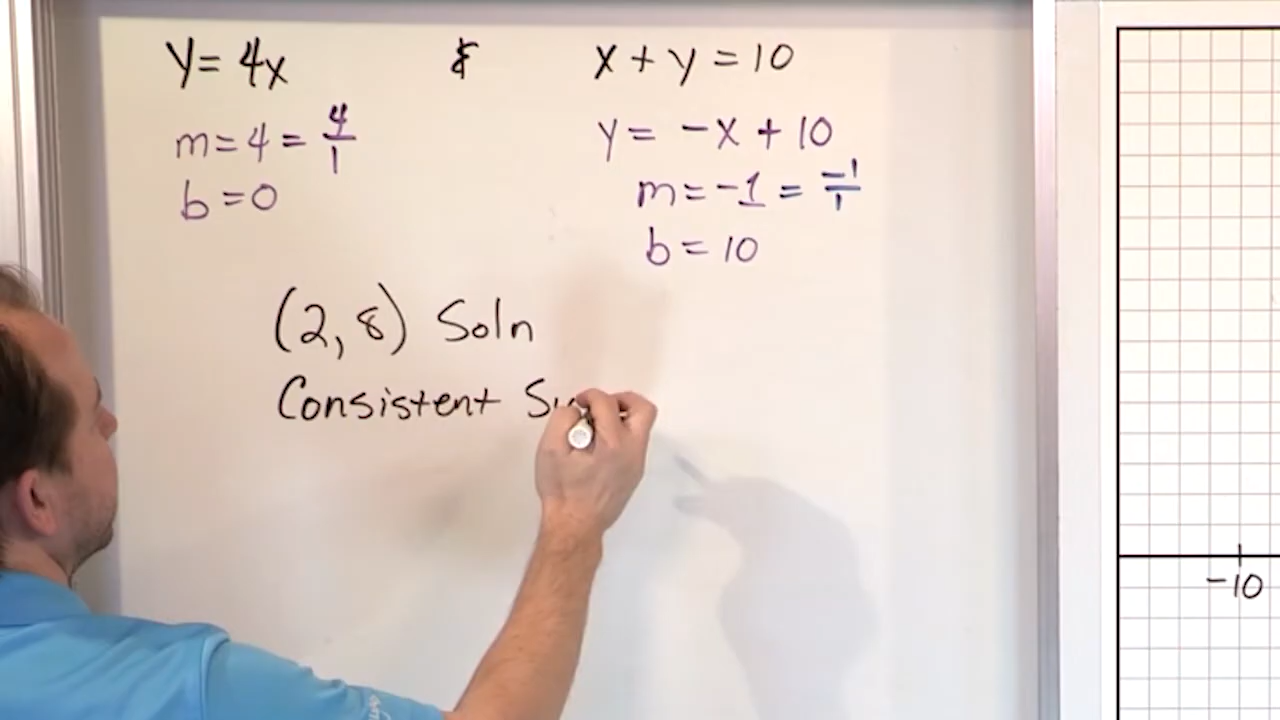 y = 4x & x + y = 10
m = 4 = 4/1 y = -x + 10
b = 0 m = -1 = -1/1
b = 10
(2, 8) Soln
Consistent
-10